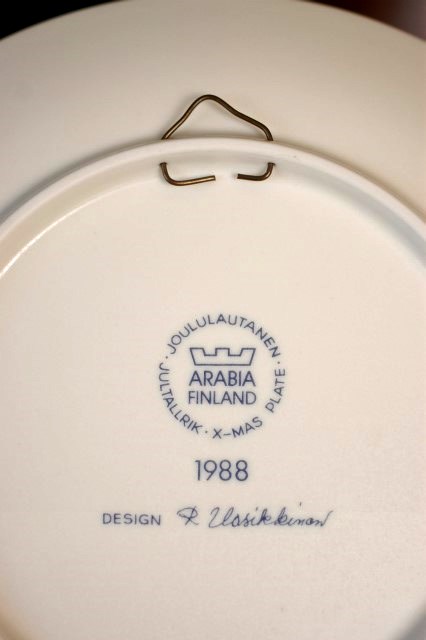 JOULULAUTANEN · X-MAS PLATE · JULTALLRIK ·
ARABIA
FINLAND
1988
DESIGN R Uosikkinen